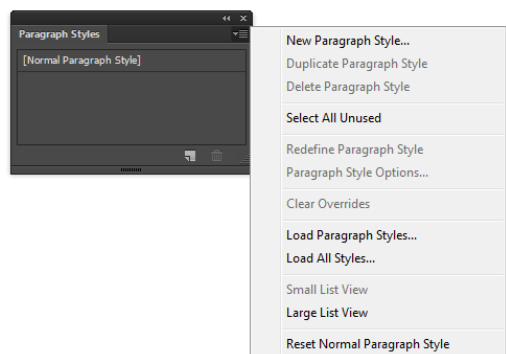 Paragraph Styles
[Normal Paragraph Style]
New Paragraph Style...
Duplicate Paragraph Style
Delete Paragraph Style
Select All Unused
Redefine Paragraph Style
Paragraph Style Options...
Clear Overrides
Load Paragraph Styles...
Load All Styles...
Small List View
Large List View
Reset Normal Paragraph Style